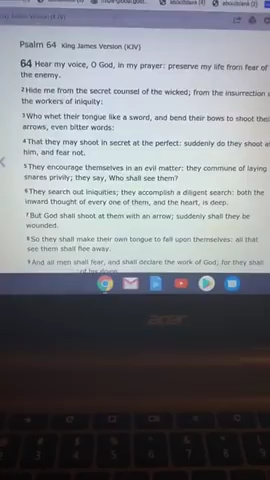 Psalm 64 King James Version (KJV)
64 Hear my voice, O God, in my prayer: preserve my life from fear of
the enemy.
2 Hide me from the secret counsel of the wicked; from the insurrection
the workers of iniquity:
3 Who whet their tongue like a sword, and bend their bows to shoot their
arrows, even bitter words:
4 That they may shoot in secret at the perfect: suddenly do they shoot at
him, and fear not.
5 They encourage themselves in an evil matter: they commune of laying
snares privily; they say, Who shall see them?
6 They search out iniquities; they accomplish a diligent search: both the
inward thought of every one of them, and the heart, is deep.
7 But God shall shoot at them with an arrow; suddenly shall they be
wounded.
8 So they shall make their own tongue to fall upon themselves: all that
see them shall flee away.
9 And all men shall fear, and shall declare the work of God; for they shall
acer
3 4 5 6 7 8 9